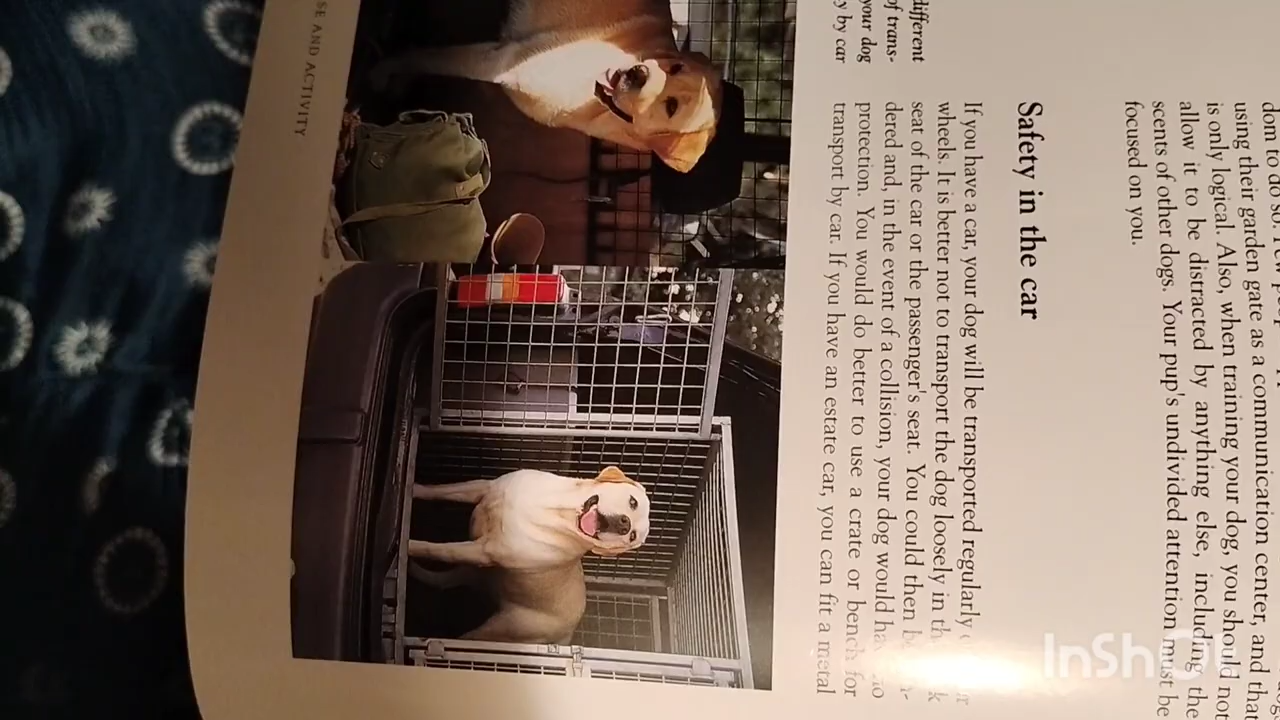 dom to do so.
using their garden gate as a communication center, and that
is only logical. Also, when training your dog, you should not
allow it to be distracted by anything else, including the
scents of other dogs. Your pup's undivided attention must be
focused on you.
Safety in the car
If you have a car, your dog will be transported regularly
wheels. It is better not to transport the dog loosely in
seat of the car or the passenger's seat. You could then
dered and, in the event of a collision, your dog would
protection. You would do better to use a crate or bench for
transport by car. If you have an estate car, you can fit a metal
different
of trans-
your dog
y by car
SE AND ACTIVITY
InShOt